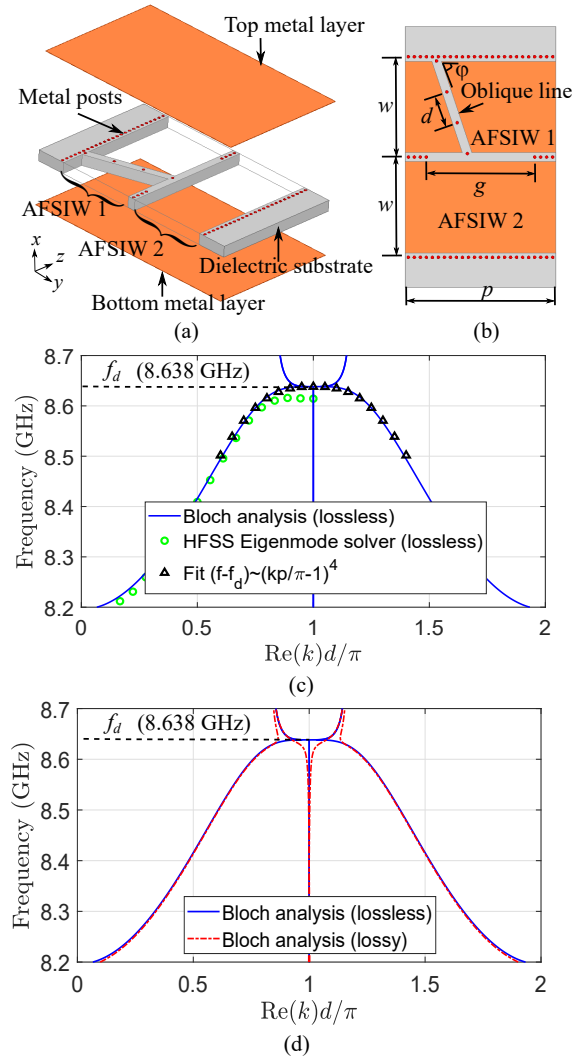 Top metal layer
Metal posts
AFSIW 1
AFSIW 2
Dielectric substrate
Bottom metal layer
x
z
y
(a)
w
φ
Oblique line
d
AFSIW 1
g
w
AFSIW 2
p
(b)
8.7
f_d (8.638 GHz)
8.6
8.5
8.4
8.3
8.2
Frequency (GHz)
Bloch analysis (lossless)
HFSS Eigenmode solver (lossless)
Fit (f-f_d)~(kp/π-1)^4
0
0.5
1
1.5
2
Re(k)d/π
(c)
8.7
f_d (8.638 GHz)
8.6
8.5
8.4
8.3
8.2
Frequency (GHz)
Bloch analysis (lossless)
Bloch analysis (lossy)
0
0.5
1
1.5
2
Re(k)d/π
(d)